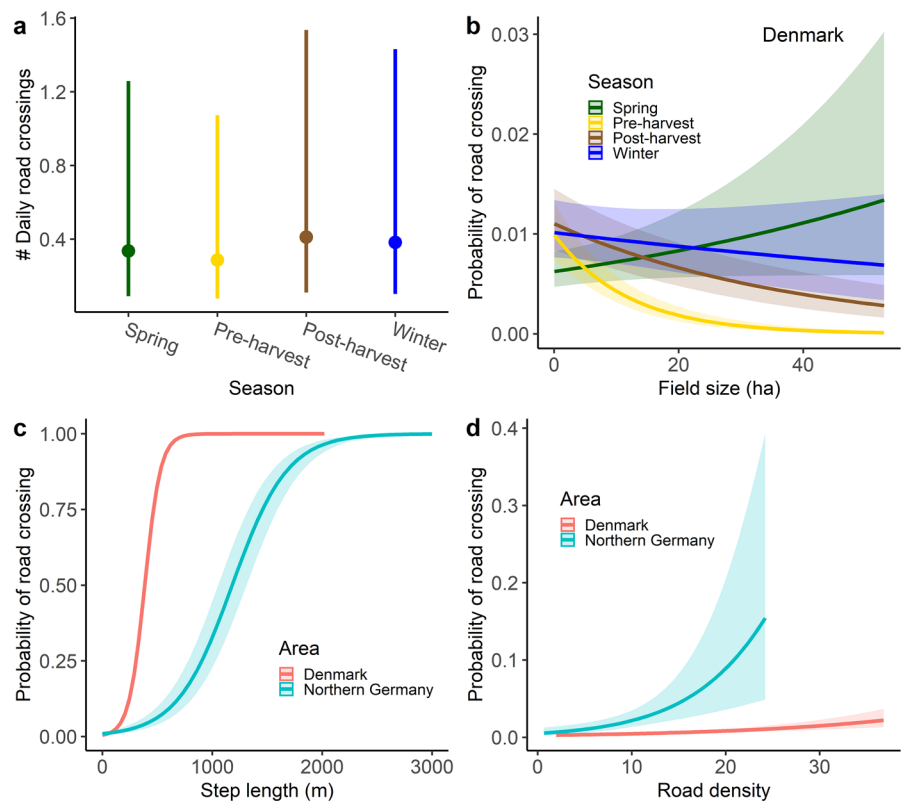 a
# Daily road crossings
1.6
1.2
0.8
0.4
Spring
Pre-harvest
Post-harvest
Winter
Season
b
Denmark
Probability of road crossing
0.03
0.02
0.01
0.00
Season
Spring
Pre-harvest
Post-harvest
Winter
0
20
40
Field size (ha)
c
Probability of road crossing
1.00
0.75
0.50
0.25
0.00
Area
Denmark
Northern Germany
0
1000
2000
3000
Step length (m)
d
Probability of road crossing
0.4
0.3
0.2
0.1
0.0
Area
Denmark
Northern Germany
0
10
20
30
Road density